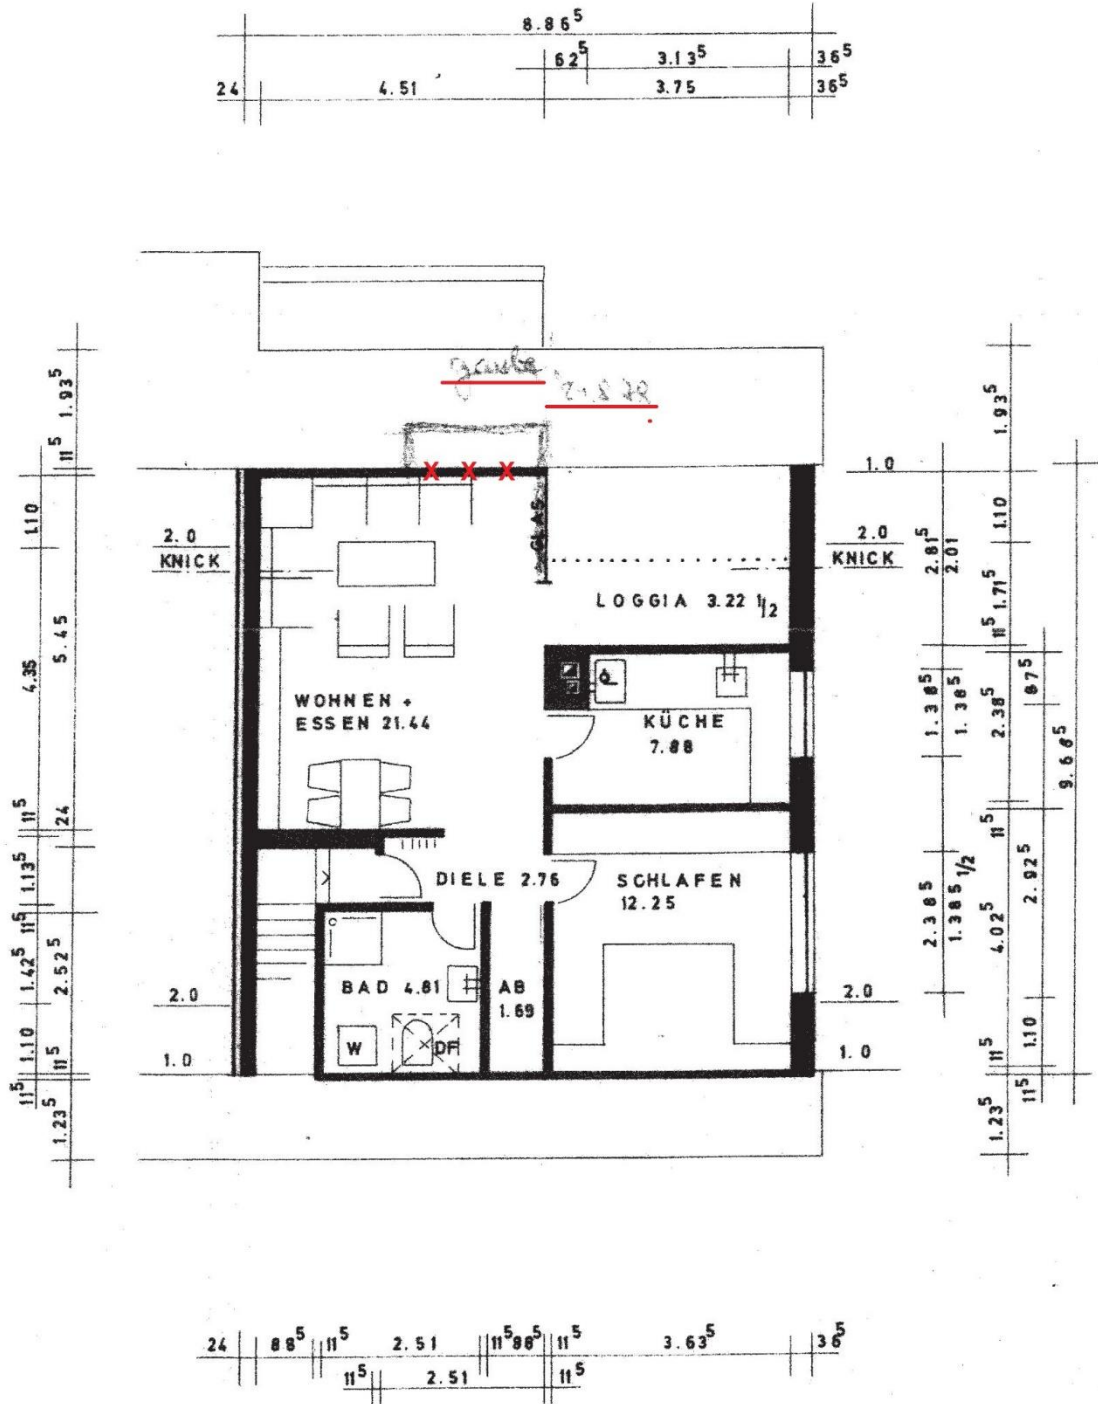 8.86⁵
62⁵ 3.13⁵ 36⁵
24 4.51 3.75 36⁵
1.93⁵
11⁵
1.10
5.45
4.35
11⁵
24
1.13⁵
11⁵
1.42⁵
2.52⁵
1.10
11⁵
11⁵
1.23⁵
X X X
1.0
2.0
KNICK
2.0
KNICK
GLAS
LOGGIA 3.22 1/2
WOHNEN +
ESSEN 21.44
KÜCHE
7.88
DIELE 2.76
SCHLAFEN
12.25
BAD 4.81
AB
1.69
W
DF
2.0
2.0
1.0
1.0
1.93⁵
1.10
2.81⁵
2.01
1.71⁵
11⁵
1.38⁵
1.38⁵
2.38⁵
87⁵
9.68⁵
11⁵
2.38⁵
1.38⁵ 1/2
4.02⁵
2.92⁵
1.10
11⁵
11⁵
1.23⁵
24 88⁵ 11⁵ 2.51 11⁵ 88⁵ 11⁵ 3.63⁵ 36⁵
11⁵ 2.51 11⁵